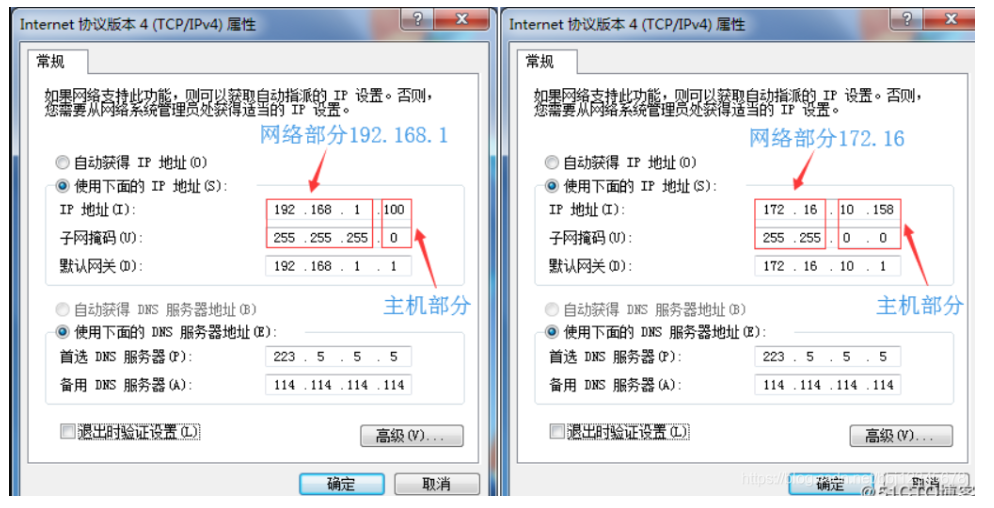 Internet 协议版本 4 (TCP/IPv4) 属性
常规
如果网络支持此功能，则可以获取自动指派的 IP 设置。否则，
您需要从网络系统管理员处获得适当的 IP 设置。
网络部分192.168.1
自动获得 IP 地址(O)
使用下面的 IP 地址(S):
IP 地址(I): 192 .168 . 1 .100
子网掩码(U): 255 .255 .255 . 0
默认网关(D): 192 .168 . 1 . 1
主机部分
自动获得 DNS 服务器地址(B)
使用下面的 DNS 服务器地址(E):
首选 DNS 服务器(P): 223 . 5 . 5 . 5
备用 DNS 服务器(A): 114 .114 .114 .114
退出时验证设置(L)
高级(V)...
确定 取消
Internet 协议版本 4 (TCP/IPv4) 属性
常规
如果网络支持此功能，则可以获取自动指派的 IP 设置。否则，
您需要从网络系统管理员处获得适当的 IP 设置。
网络部分172.16
自动获得 IP 地址(O)
使用下面的 IP 地址(S):
IP 地址(I): 172 . 16 . 10 .158
子网掩码(U): 255 .255 . 0 . 0
默认网关(D): 172 . 16 . 10 . 1
主机部分
自动获得 DNS 服务器地址(B)
使用下面的 DNS 服务器地址(E):
首选 DNS 服务器(P): 223 . 5 . 5 . 5
备用 DNS 服务器(A): 114 .114 .114 .114
退出时验证设置(L)
高级(V)...
确定 取消
@51CTO博客